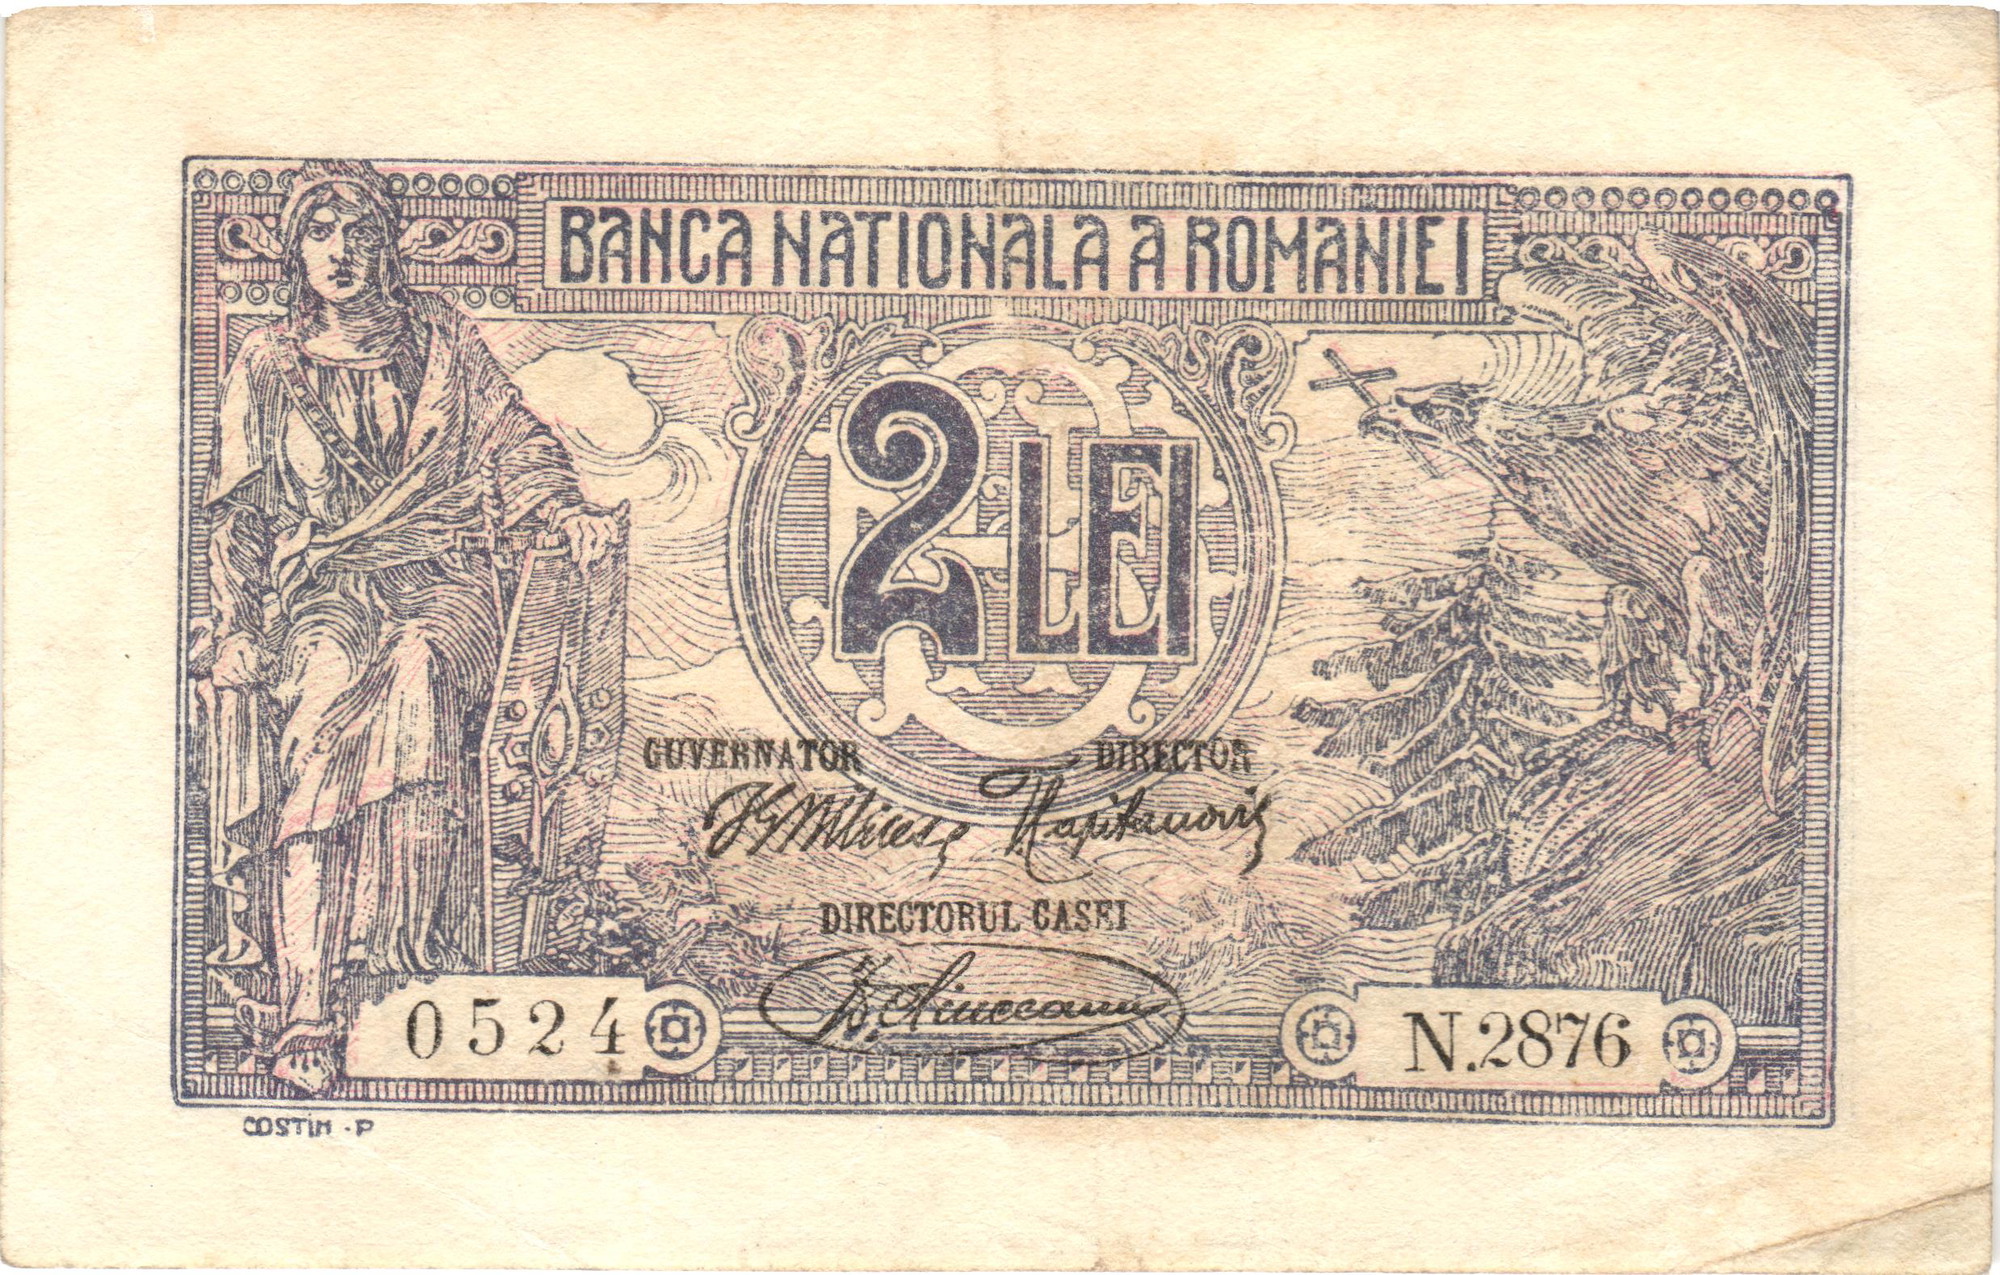 BANCA NATIONALA A ROMANIEI
2 LEI
GUVERNATOR DIRECTOR
DIRECTORUL CASEI
0524 N.2876
COSTIN - P